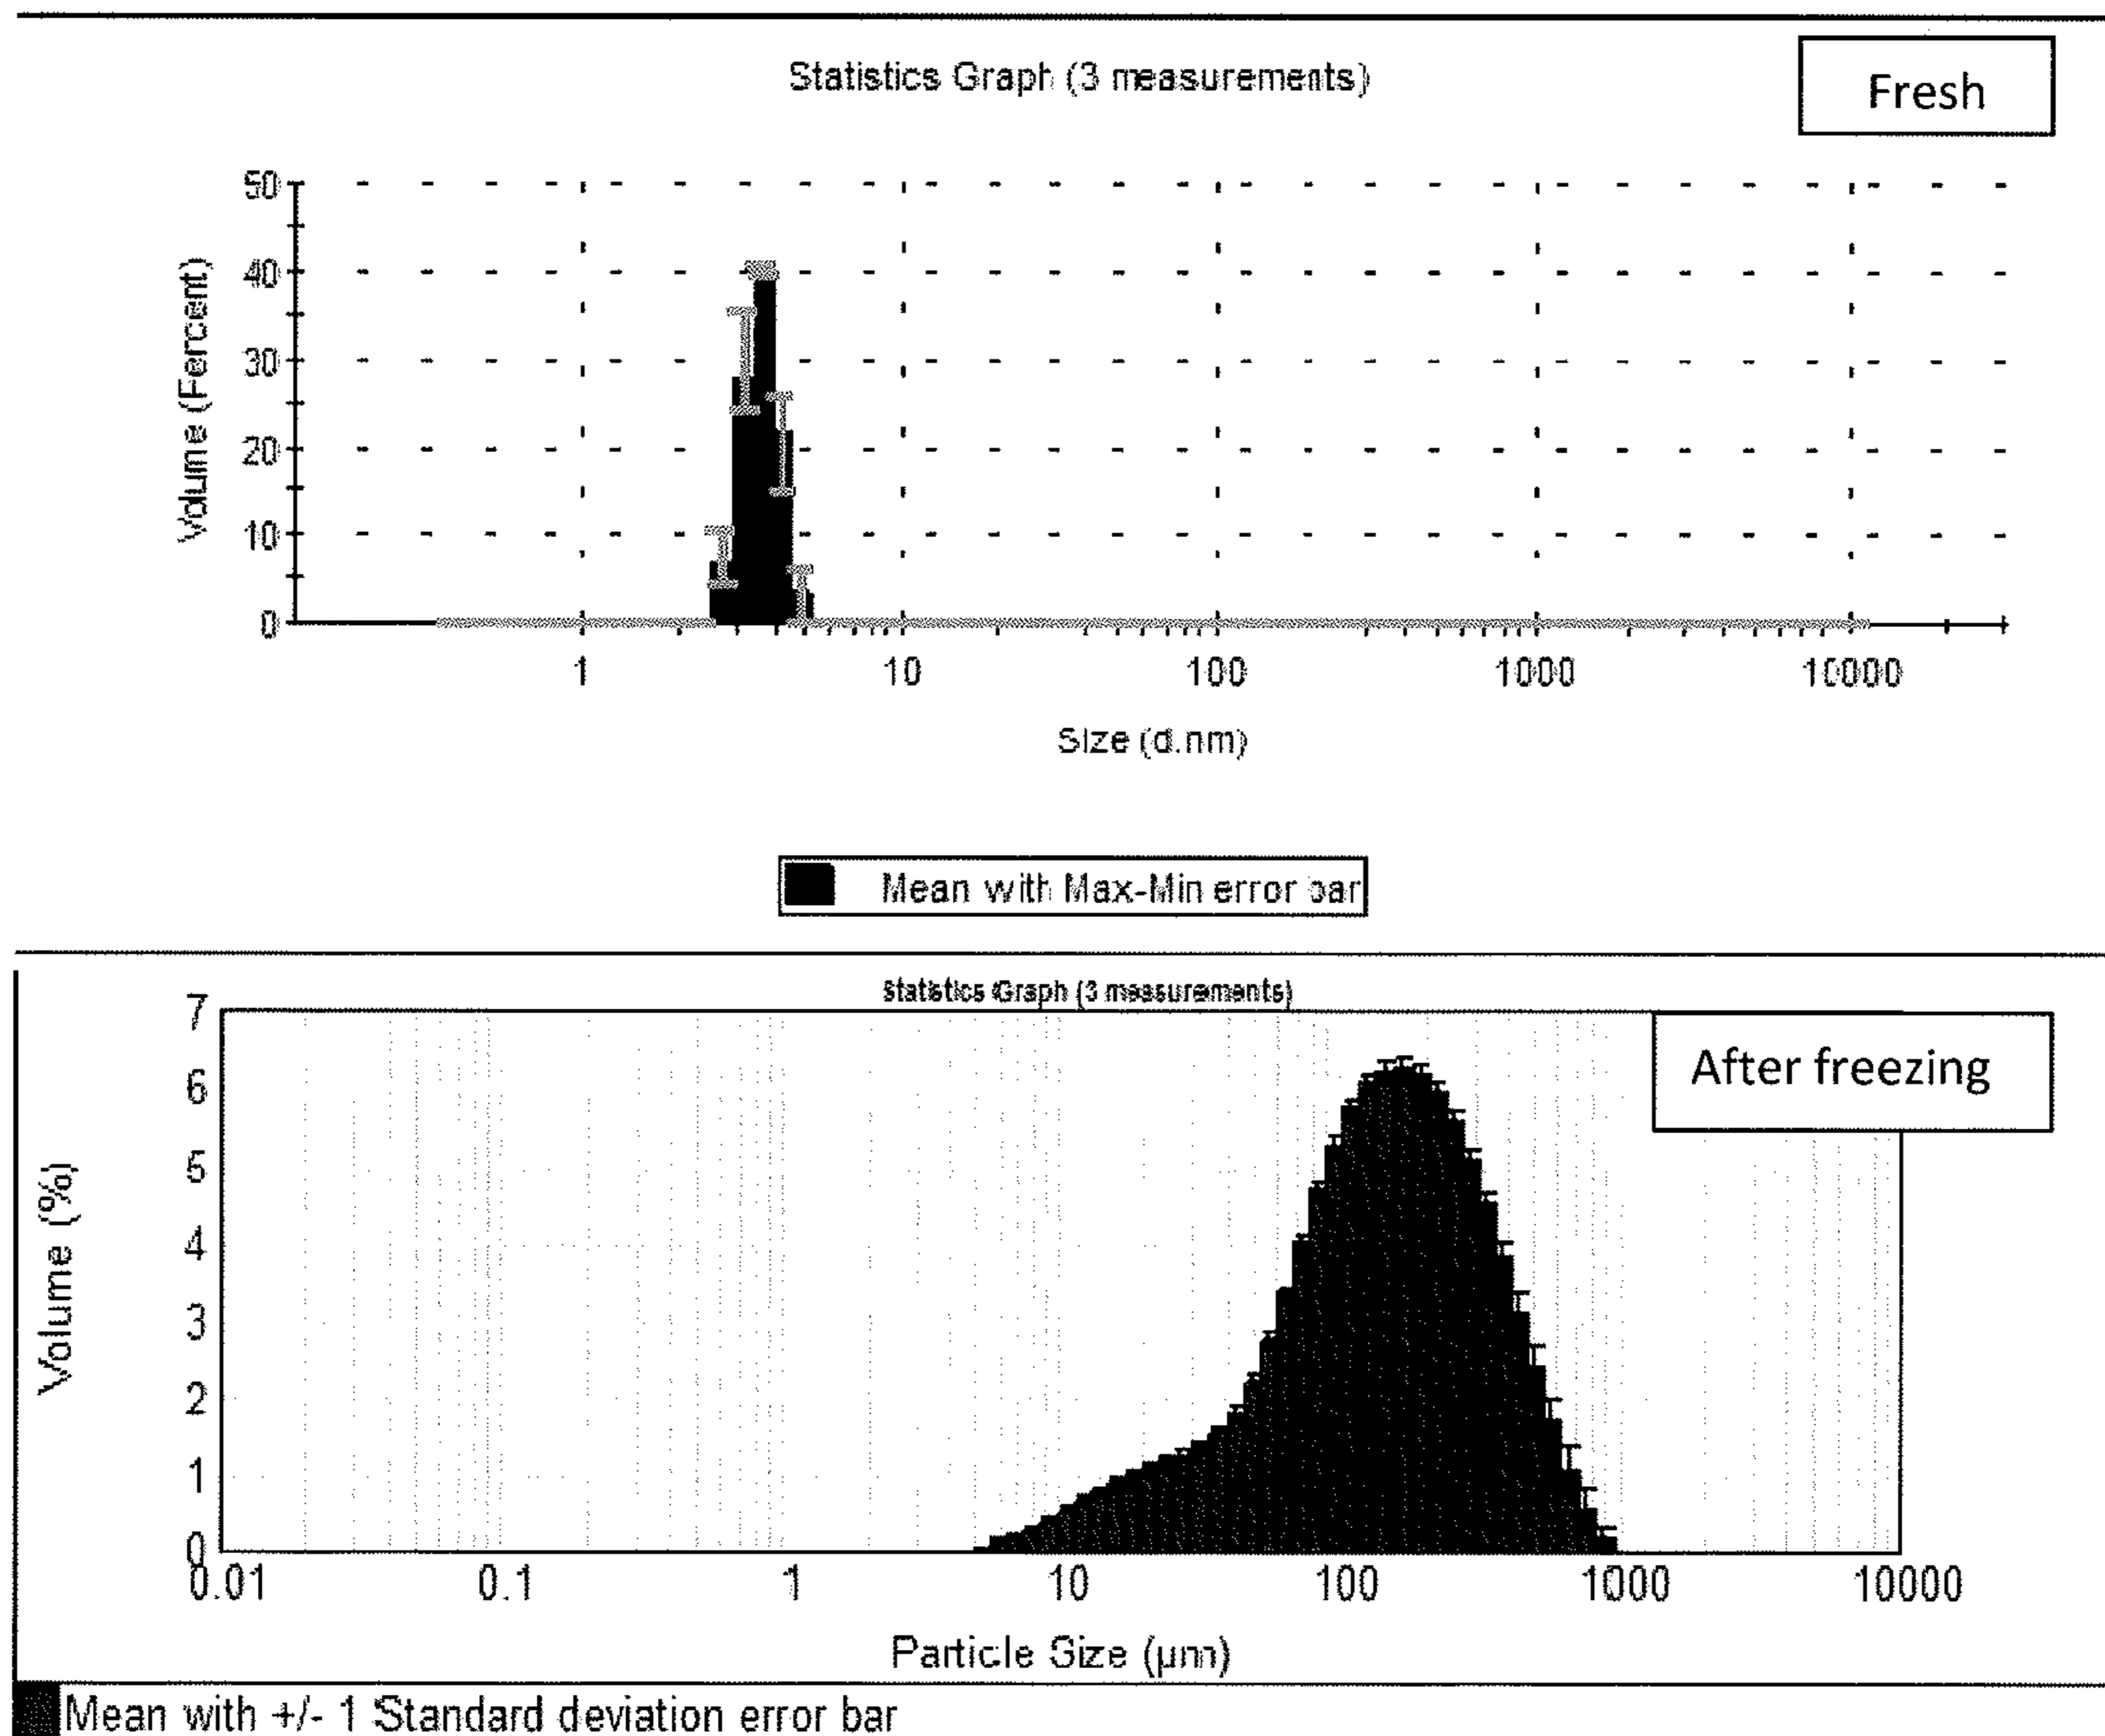 Statistics Graph (3 measurements)
Fresh
Volume (Percent)
50
40
30
20
10
0
1 10 100 1000 10000
Size (d.nm)
Mean with Max-Min error bar
Statistics Graph (3 measurements)
After freezing
Volume (%)
7
6
5
4
3
2
1
0
0.01 0.1 1 10 100 1000 10000
Particle Size (µm)
Mean with +/- 1 Standard deviation error bar